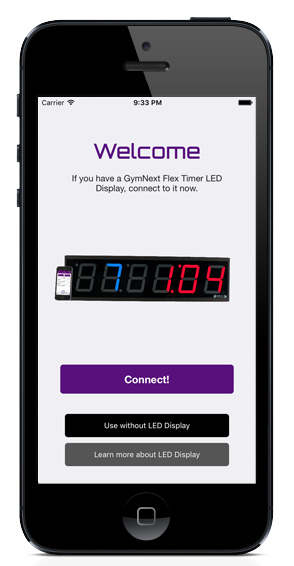 Carrier 9:33 PM
Welcome
If you have a GymNext Flex Timer LED
Display, connect to it now.
7 1.04
Connect!
Use without LED Display
Learn more about LED Display